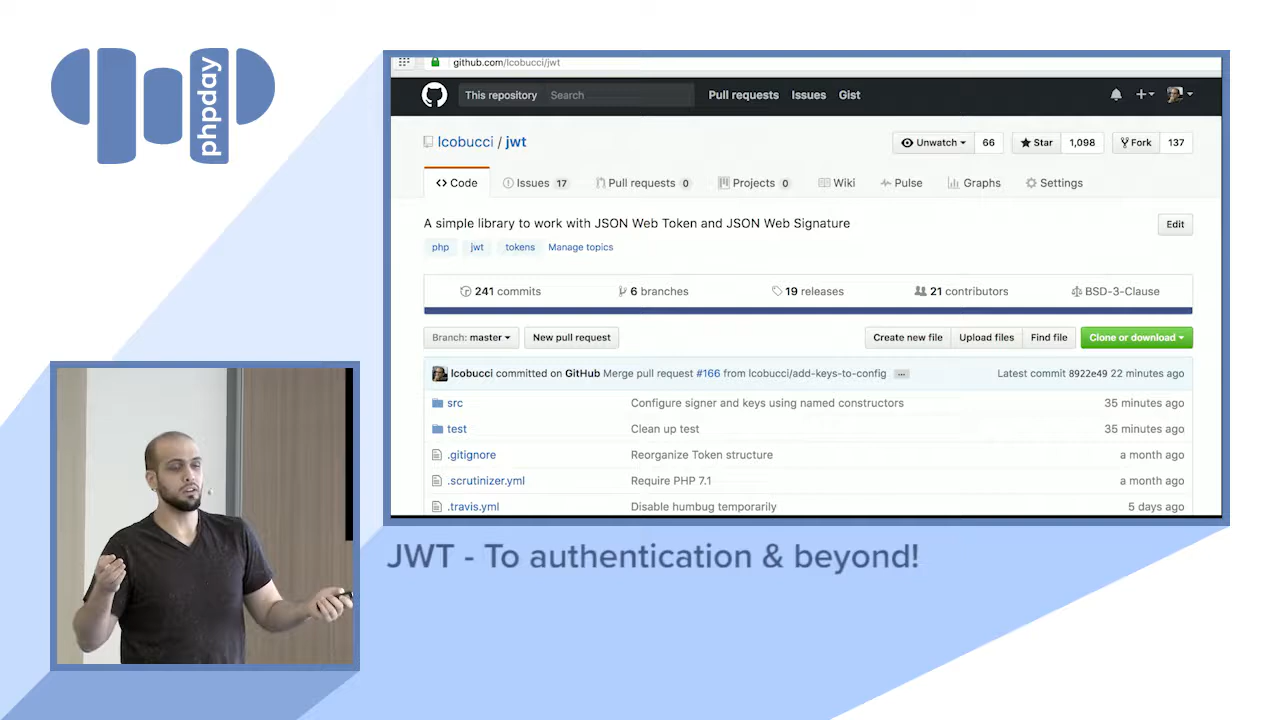 phpday
github.com/lcobucci/jwt
This repository Search Pull requests Issues Gist
lcobucci / jwt
Unwatch 66 Star 1,098 Fork 137
Code Issues 17 Pull requests 0 Projects 0 Wiki Pulse Graphs Settings
A simple library to work with JSON Web Token and JSON Web Signature
Edit
php jwt tokens Manage topics
241 commits 6 branches 19 releases 21 contributors BSD-3-Clause
Branch: master New pull request Create new file Upload files Find file Clone or download
lcobucci committed on GitHub Merge pull request #166 from lcobucci/add-keys-to-config ... Latest commit 8922e49 22 minutes ago
src Configure signer and keys using named constructors 35 minutes ago
test Clean up test 35 minutes ago
.gitignore Reorganize Token structure a month ago
.scrutinizer.yml Require PHP 7.1 a month ago
.travis.yml Disable humbug temporarily 5 days ago
JWT - To authentication & beyond!